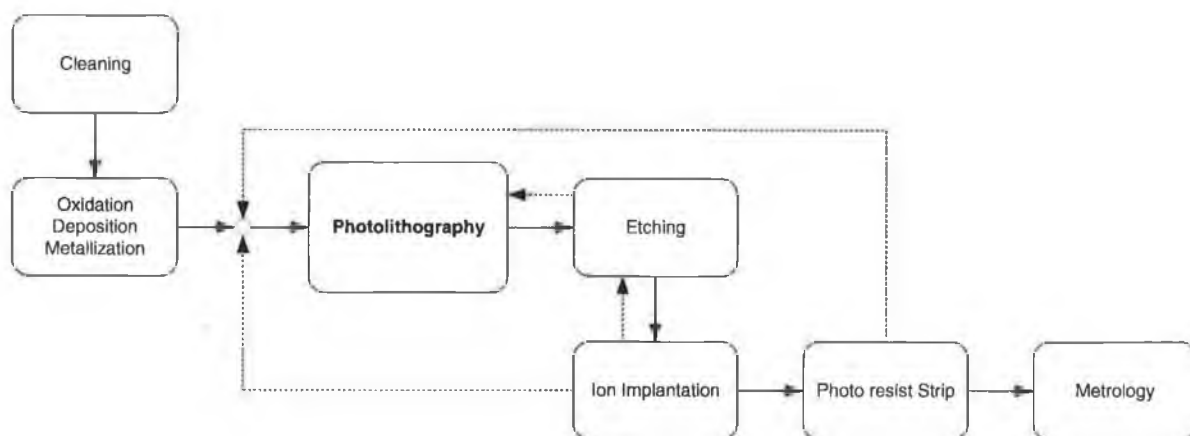 Cleaning
Oxidation
Deposition
Metallization
Photolithography
Etching
Ion Implantation
Photo resist Strip
Metrology